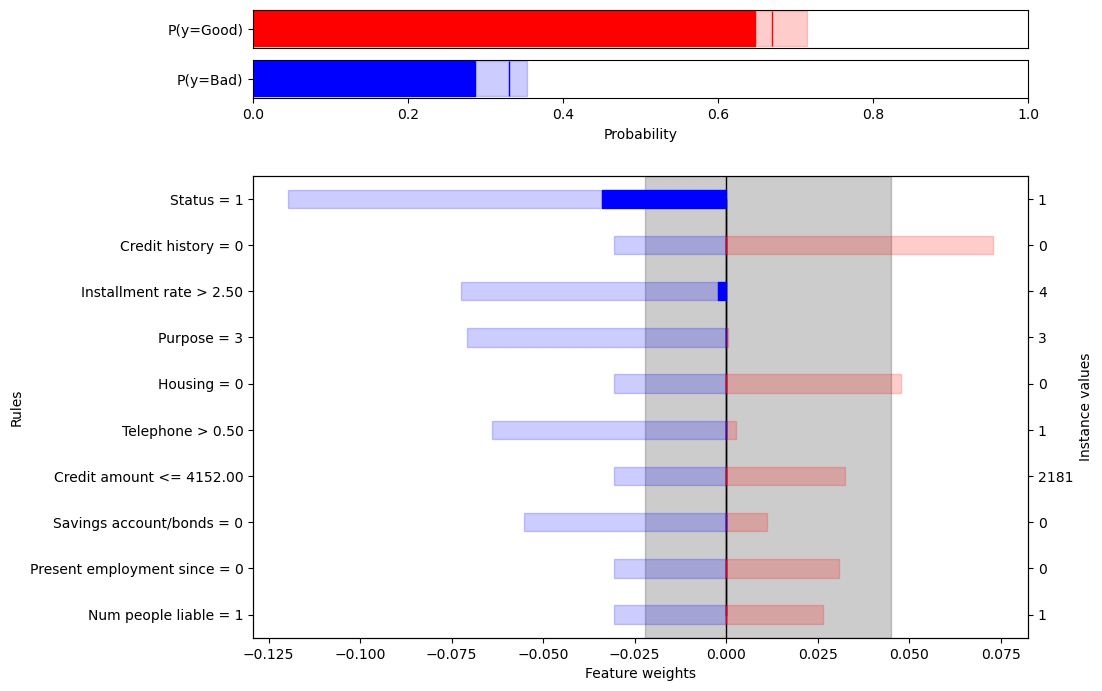 P(y=Good)
P(y=Bad)
0.0 0.2 0.4 0.6 0.8 1.0
Probability
Rules
Status = 1 1
Credit history = 0 0
Installment rate > 2.50 4
Purpose = 3 3
Housing = 0 0
Telephone > 0.50 1
Credit amount <= 4152.00 2181
Savings account/bonds = 0 0
Present employment since = 0 0
Num people liable = 1 1
Instance values
−0.125 −0.100 −0.075 −0.050 −0.025 0.000 0.025 0.050 0.075
Feature weights